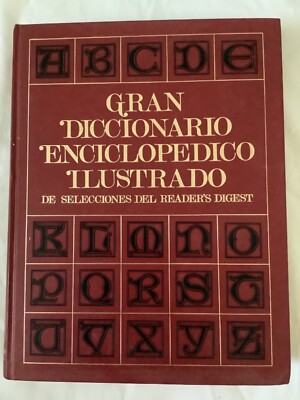 A B C D E
GRAN
DICCIONARIO
ENCICLOPEDICO
ILUSTRADO
DE SELECCIONES DEL READER'S DIGEST
K L M N O
P Q R S T
U V X Y Z